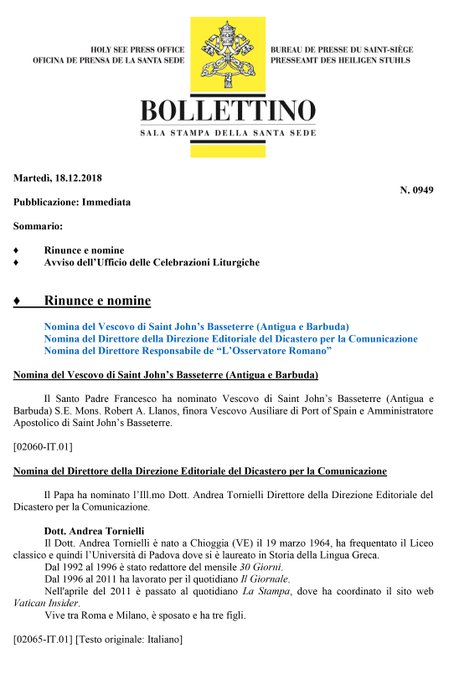 HOLY SEE PRESS OFFICE
OFICINA DE PRENSA DE LA SANTA SEDE
BUREAU DE PRESSE DU SAINT-SIÈGE
PRESSEAMT DES HEILIGEN STUHLS
BOLLETTINO
SALA STAMPA DELLA SANTA SEDE
Martedì, 18.12.2018
N. 0949
Pubblicazione: Immediata
Sommario:
♦ Rinunce e nomine
♦ Avviso dell’Ufficio delle Celebrazioni Liturgiche
♦ Rinunce e nomine
Nomina del Vescovo di Saint John’s Basseterre (Antigua e Barbuda)
Nomina del Direttore della Direzione Editoriale del Dicastero per la Comunicazione
Nomina del Direttore Responsabile de “L’Osservatore Romano”
Nomina del Vescovo di Saint John’s Basseterre (Antigua e Barbuda)
Il Santo Padre Francesco ha nominato Vescovo di Saint John’s Basseterre (Antigua e
Barbuda) S.E. Mons. Robert A. Llanos, finora Vescovo Ausiliare di Port of Spain e Amministratore
Apostolico di Saint John’s Basseterre.
[02060-IT.01]
Nomina del Direttore della Direzione Editoriale del Dicastero per la Comunicazione
Il Papa ha nominato l’Ill.mo Dott. Andrea Tornielli Direttore della Direzione Editoriale del
Dicastero per la Comunicazione.
Dott. Andrea Tornielli
Il Dott. Andrea Tornielli è nato a Chioggia (VE) il 19 marzo 1964, ha frequentato il Liceo
classico e quindi l’Università di Padova dove si è laureato in Storia della Lingua Greca.
Dal 1992 al 1996 è stato redattore del mensile 30 Giorni.
Dal 1996 al 2011 ha lavorato per il quotidiano Il Giornale.
Nell'aprile del 2011 è passato al quotidiano La Stampa, dove ha coordinato il sito web
Vatican Insider.
Vive tra Roma e Milano, è sposato e ha tre figli.
[02065-IT.01] [Testo originale: Italiano]